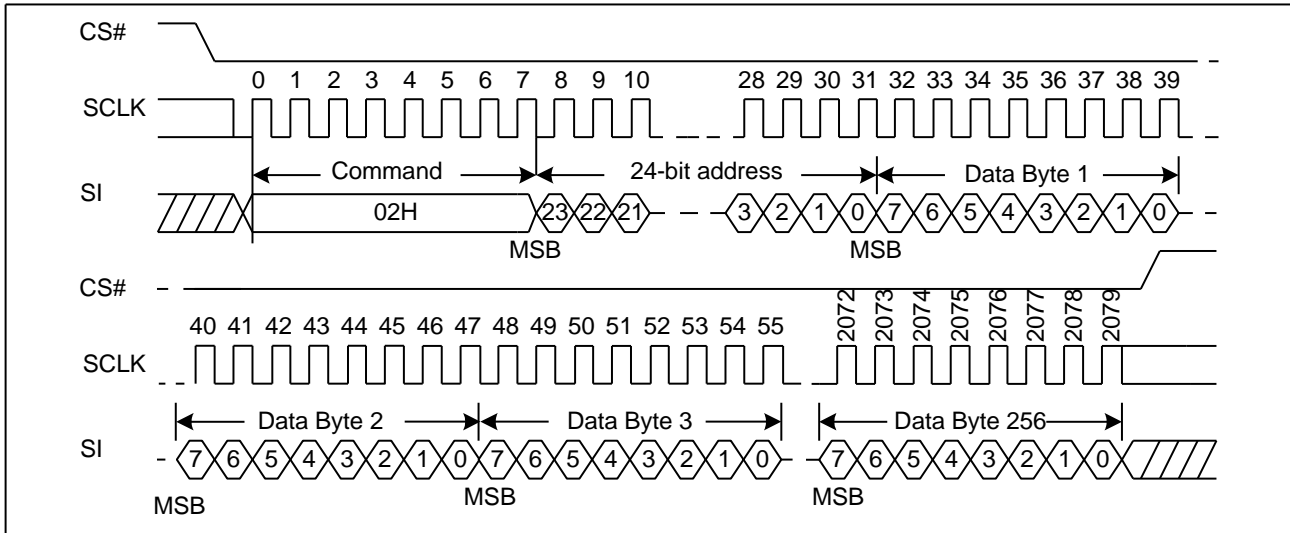 CS#
0 1 2 3 4 5 6 7 8 9 10 28 29 30 31 32 33 34 35 36 37 38 39
SCLK
Command 24-bit address Data Byte 1
SI
02H 23 22 21 3 2 1 0 7 6 5 4 3 2 1 0
MSB MSB
CS#
40 41 42 43 44 45 46 47 48 49 50 51 52 53 54 55 2072 2073 2074 2075 2076 2077 2078 2079
SCLK
Data Byte 2 Data Byte 3 Data Byte 256
SI
7 6 5 4 3 2 1 0 7 6 5 4 3 2 1 0 7 6 5 4 3 2 1 0
MSB MSB MSB